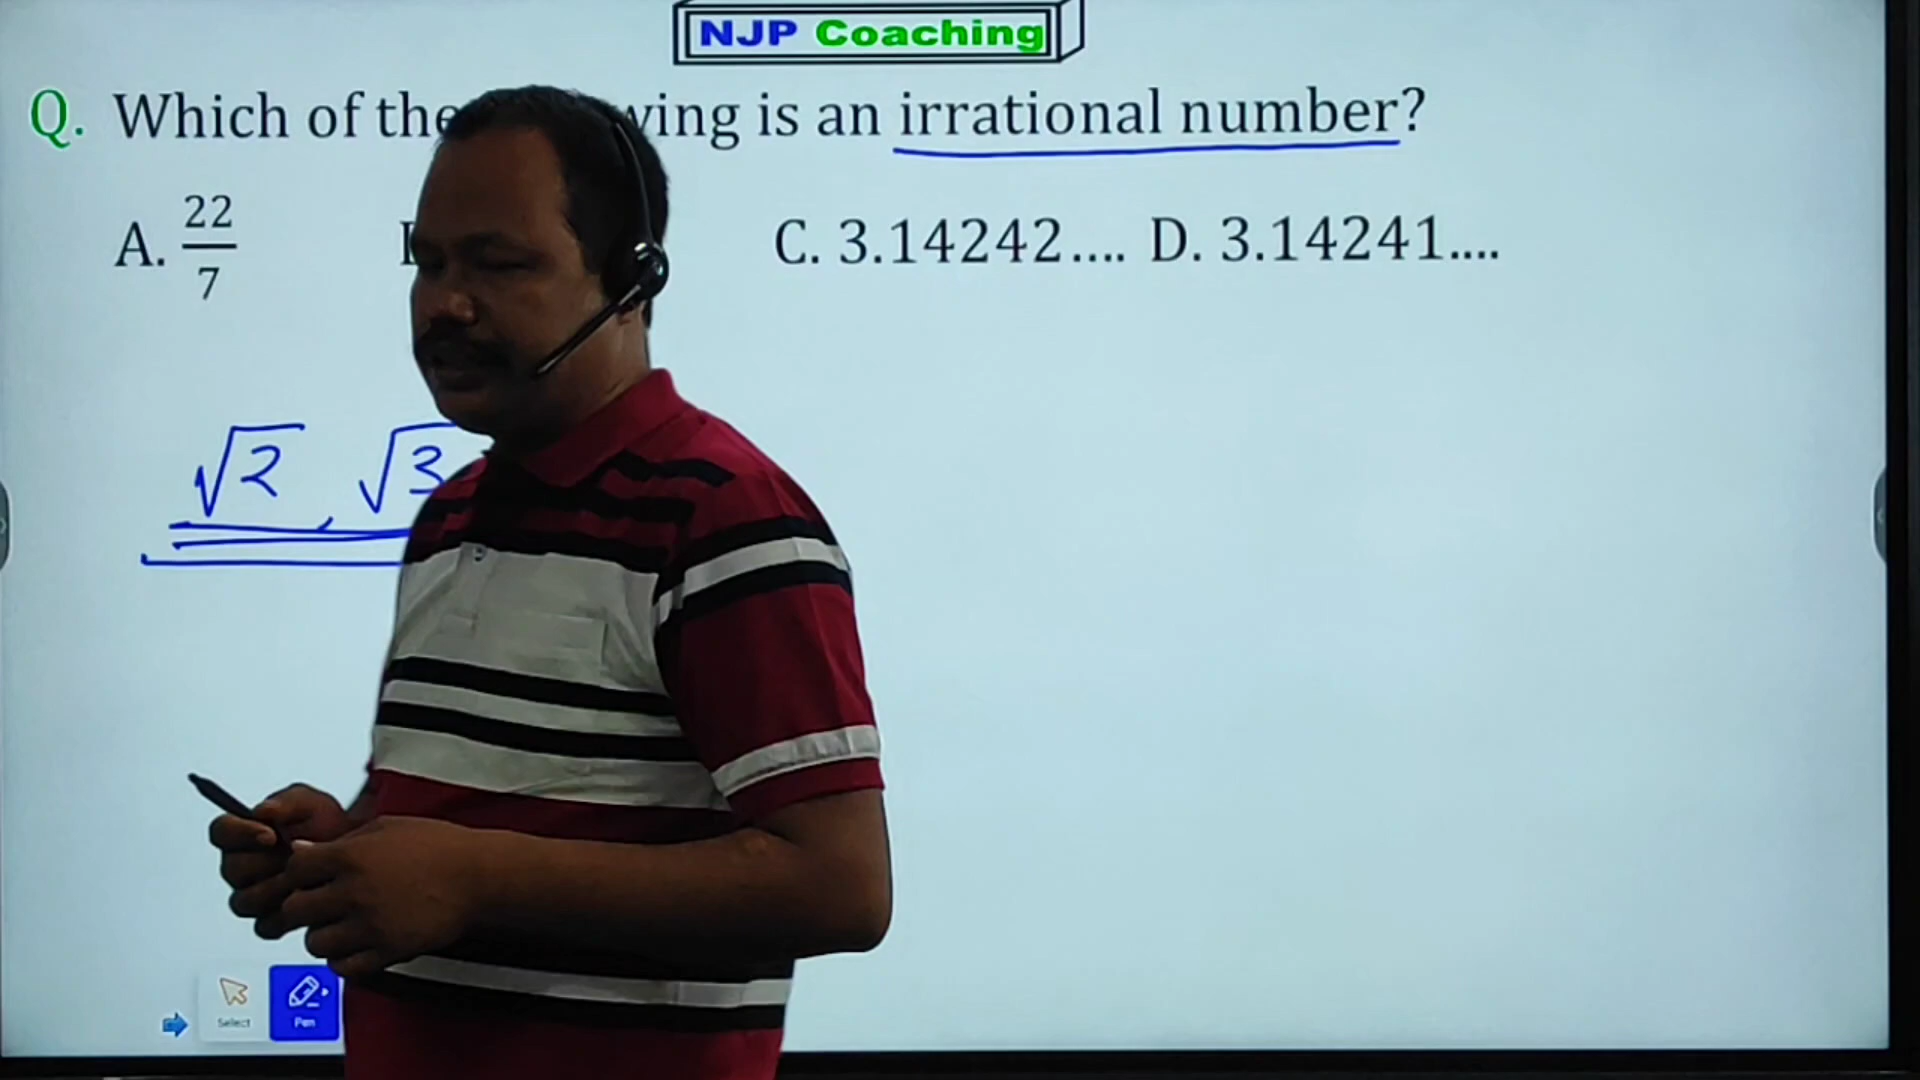 NJP Coaching
Q. Which of the wing is an irrational number?
A. 22/7 C. 3.14242.... D. 3.14241....
√2, √3
Select Pen